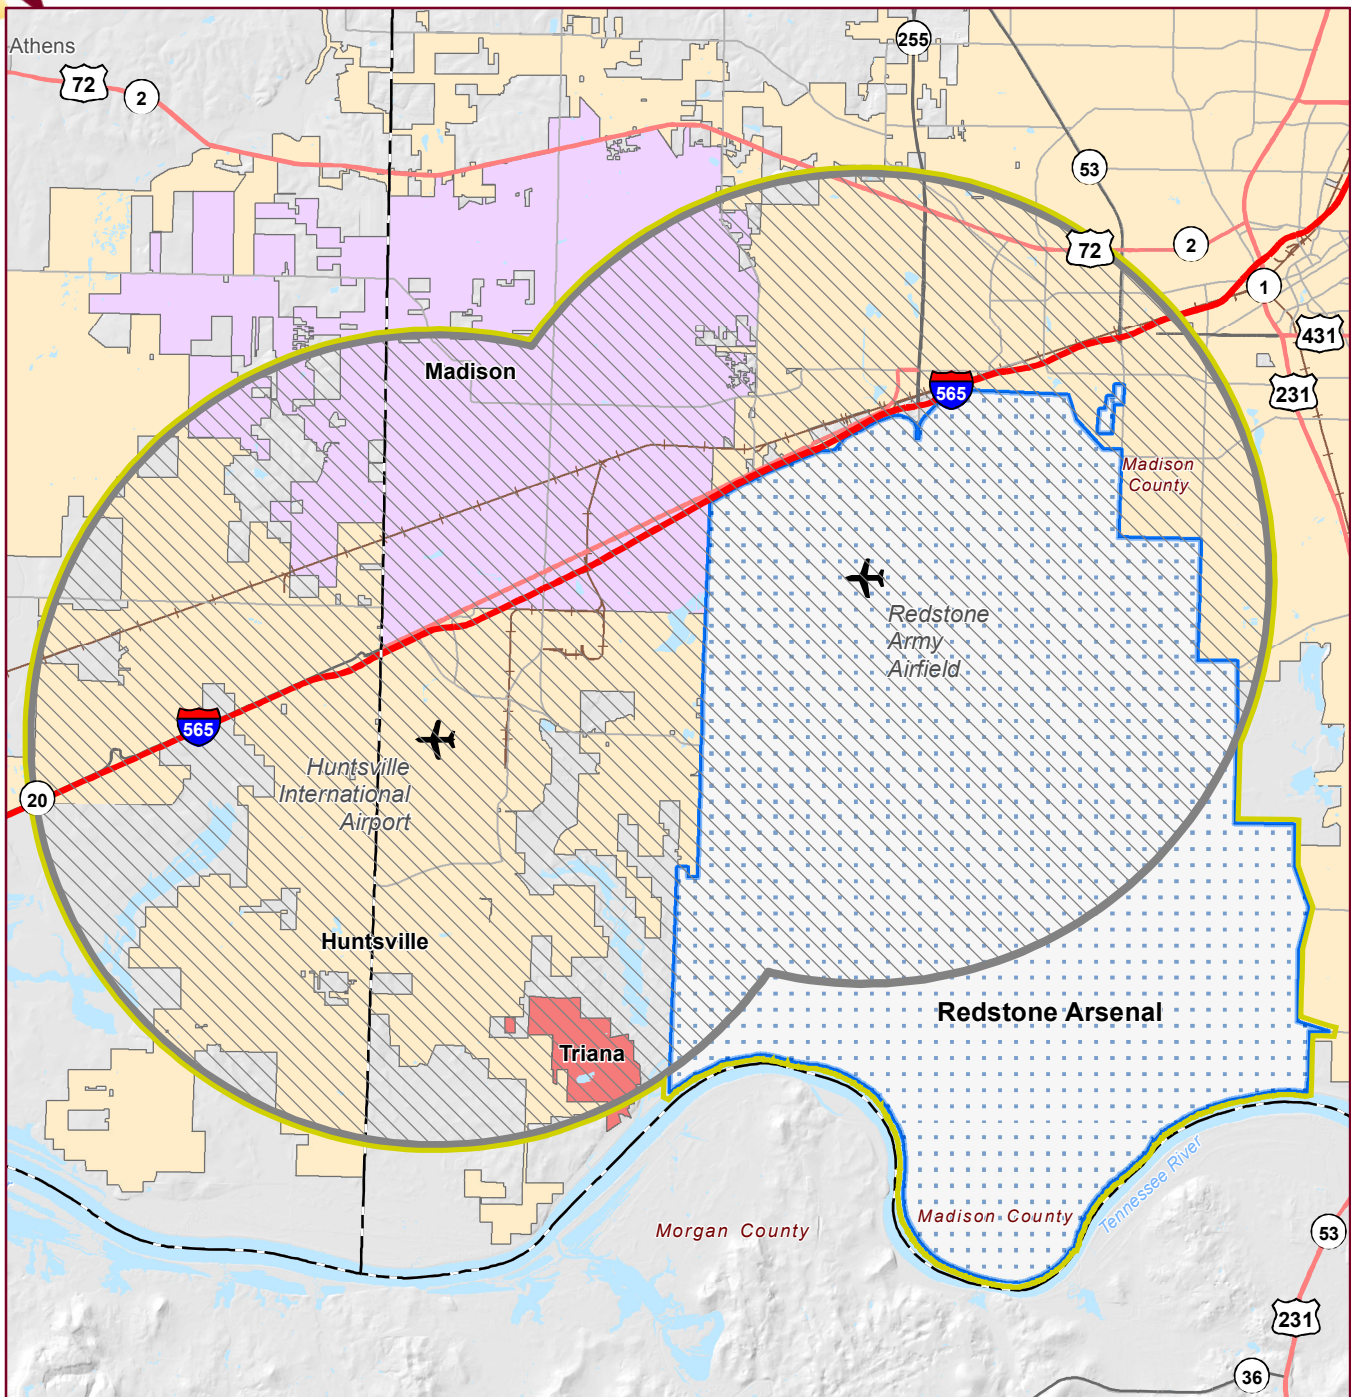 Athens
72
2
255
53
72
2
1
431
231
Madison
565
Madison
County
Redstone
Army
Airfield
565
Huntsville
International
Airport
20
Huntsville
Redstone Arsenal
Triana
Tennessee River
Madison County
Morgan County
53
231
36